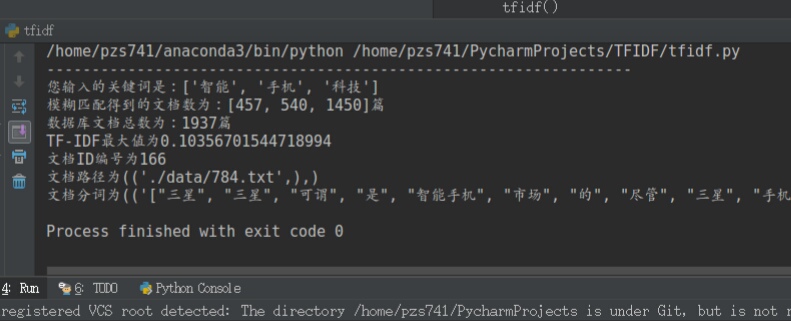 tfidf()
tfidf
/home/pzs741/anaconda3/bin/python /home/pzs741/PycharmProjects/TFIDF/tfidf.py
-----------------------------------------------------------------
您输入的关键词是：['智能', '手机', '科技']
模糊匹配得到的文档数为：[457, 540, 1450]篇
数据库文档总数为：1937篇
TF-IDF最大值为0.10356701544718994
文档ID编号为166
文档路径为(('./data/784.txt',),)
文档分词为(('["三星", "三星", "可谓", "是", "智能手机", "市场", "的", "尽管", "三星", "手机
Process finished with exit code 0
4: Run 6: TODO Python Console
registered VCS root detected: The directory /home/pzs741/PycharmProjects is under Git, but is not r